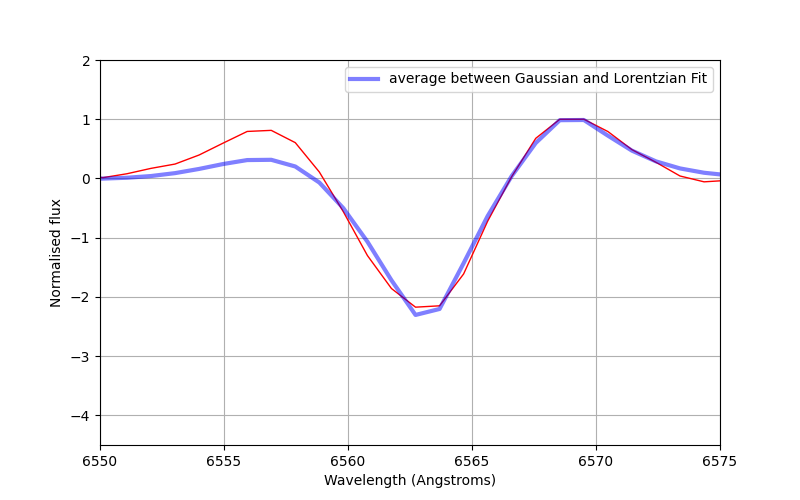 average between Gaussian and Lorentzian Fit
2
1
0
−1
−2
−3
−4
Normalised flux
6550 6555 6560 6565 6570 6575
Wavelength (Angstroms)